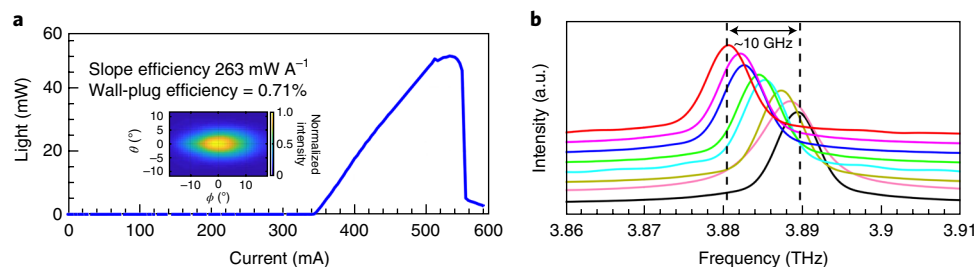 a
60
40
20
0
Light (mW)
Slope efficiency 263 mW A⁻¹
Wall-plug efficiency = 0.71%
10
5
0
−5
−10
θ (°)
−10 0 10
ϕ (°)
1.0
0.5
0
Normalized
intensity
0 100 200 300 400 500 600
Current (mA)
b
~10 GHz
Intensity (a.u.)
3.86 3.87 3.88 3.89 3.9 3.91
Frequency (THz)